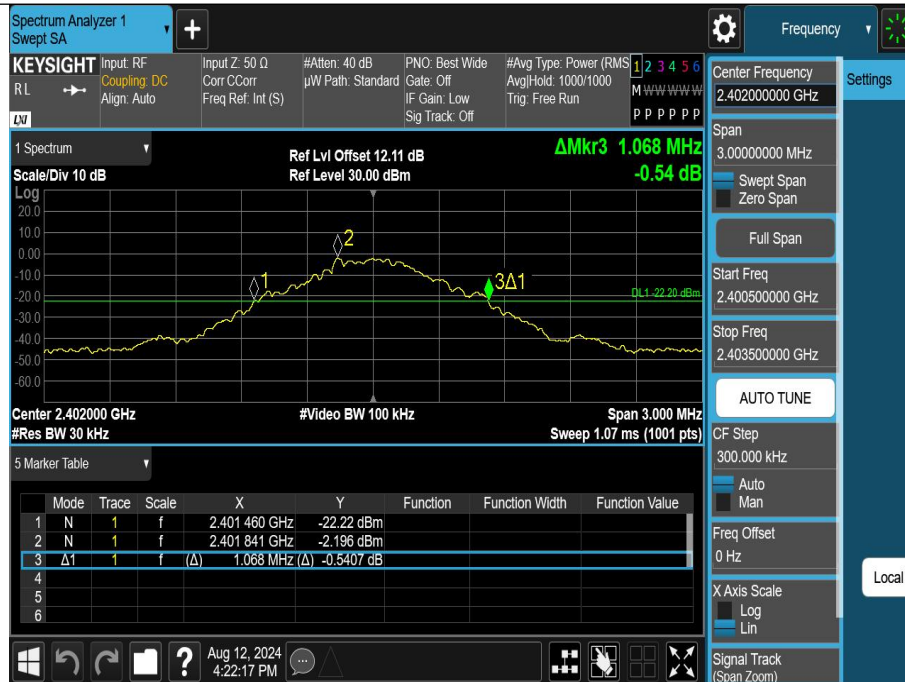 Spectrum Analyzer 1
Swept SA
+
Frequency
KEYSIGHT
RL
LXI
Input: RF
Coupling: DC
Align: Auto
Input Z: 50 Ω
Corr CCorr
Freq Ref: Int (S)
#Atten: 40 dB
µW Path: Standard
PNO: Best Wide
Gate: Off
IF Gain: Low
Sig Track: Off
#Avg Type: Power (RMS
Avg|Hold: 1000/1000
Trig: Free Run
1 2 3 4 5 6
M W W W W W
P P P P P P
1 Spectrum
Scale/Div 10 dB
Ref Lvl Offset 12.11 dB
Ref Level 30.00 dBm
ΔMkr3 1.068 MHz
-0.54 dB
Log
20.0
10.0
0.00
-10.0
-20.0
-30.0
-40.0
-50.0
-60.0
1
2
3Δ1
DL1 -22.20 dBm
Center 2.402000 GHz
#Video BW 100 kHz
Span 3.000 MHz
#Res BW 30 kHz
Sweep 1.07 ms (1001 pts)
5 Marker Table
Mode Trace Scale X Y Function Function Width Function Value
1 N 1 f 2.401 460 GHz -22.22 dBm
2 N 1 f 2.401 841 GHz -2.196 dBm
3 Δ1 1 f (Δ) 1.068 MHz (Δ) -0.5407 dB
4
5
6
?
Aug 12, 2024
4:22:17 PM
Center Frequency
2.402000000 GHz
Span
3.00000000 MHz
Swept Span
Zero Span
Full Span
Start Freq
2.400500000 GHz
Stop Freq
2.403500000 GHz
AUTO TUNE
CF Step
300.000 kHz
Auto
Man
Freq Offset
0 Hz
X Axis Scale
Log
Lin
Signal Track
(Span Zoom)
Settings
Local